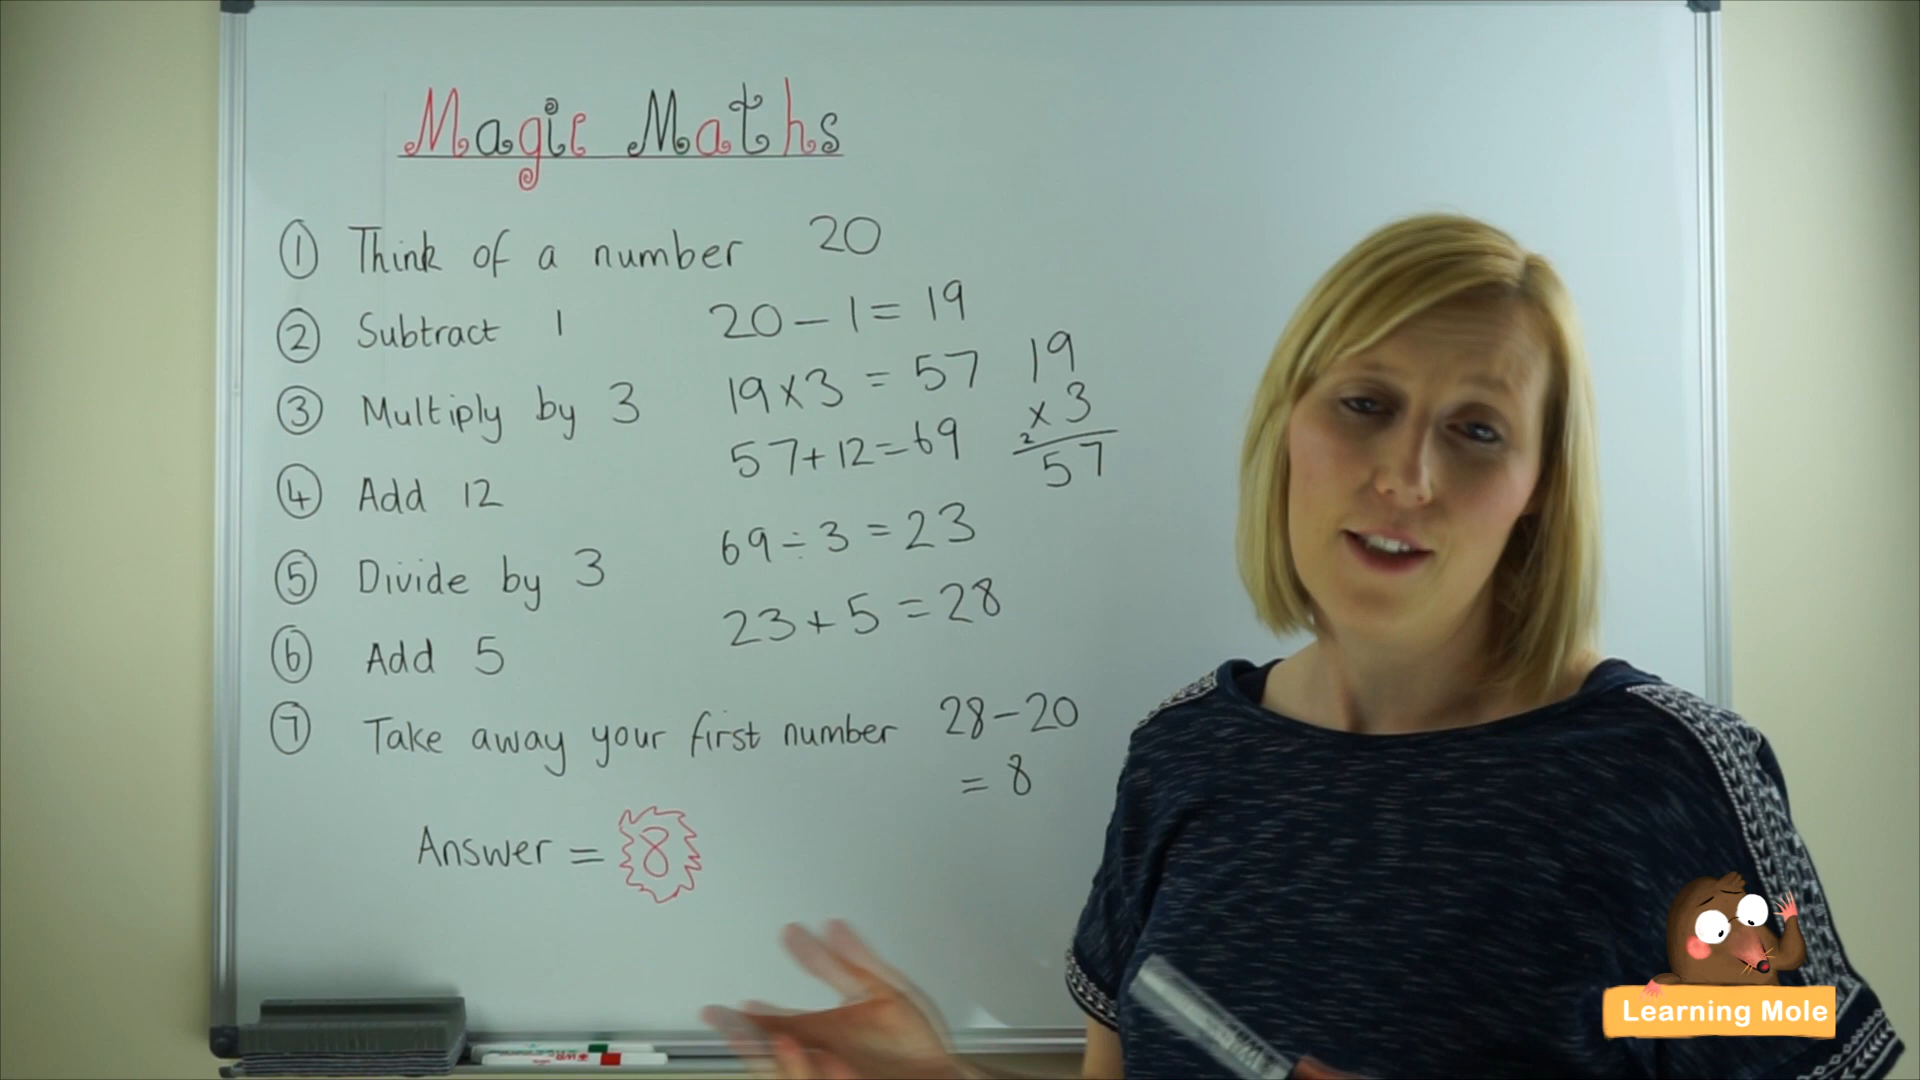 Magic Maths
① Think of a number 20
② Subtract 1 20 - 1 = 19
③ Multiply by 3 19 x 3 = 57
19
x 3
2
57
④ Add 12 57 + 12 = 69
⑤ Divide by 3 69 ÷ 3 = 23
⑥ Add 5 23 + 5 = 28
⑦ Take away your first number 28 - 20
= 8
Answer = 8
Learning Mole